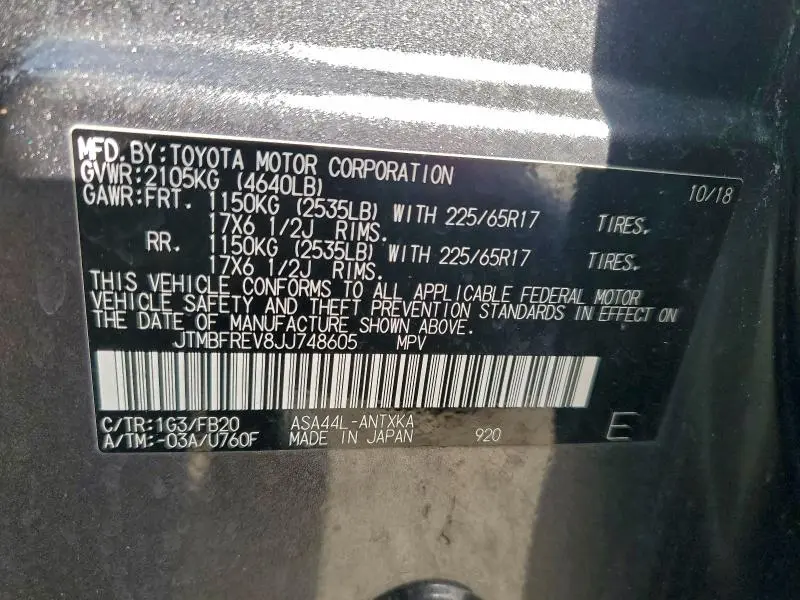 MFD. BY: TOYOTA MOTOR CORPORATION 10/18
GVWR: 2105KG (4640LB)
GAWR: FRT. 1150KG (2535LB) WITH 225/65R17 TIRES.
17X6 1/2J RIMS.
RR. 1150KG (2535LB) WITH 225/65R17 TIRES.
17X6 1/2J RIMS.
THIS VEHICLE CONFORMS TO ALL APPLICABLE FEDERAL MOTOR
VEHICLE SAFETY AND THEFT PREVENTION STANDARDS IN EFFECT ON
THE DATE OF MANUFACTURE SHOWN ABOVE.
JTMBFREV8JJ748605 MPV
C/TR: 1G3/FB20 ASA44L-ANTXKA
A/TM: -03A/U760F MADE IN JAPAN 920 E